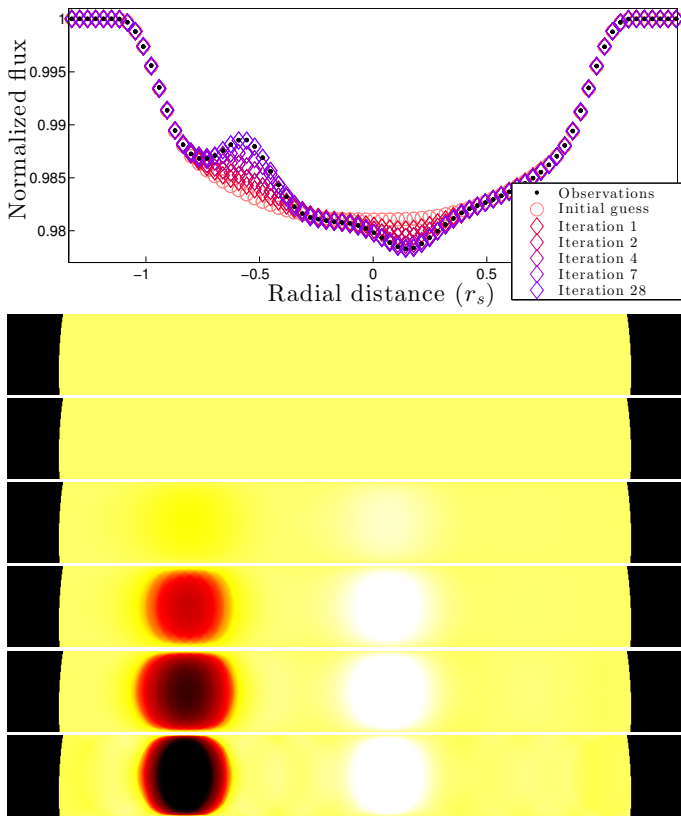 Normalized flux
1
0.995
0.99
0.985
0.98
−1
−0.5
0
0.5
Radial distance (r_s)
Observations
Initial guess
Iteration 1
Iteration 2
Iteration 4
Iteration 7
Iteration 28